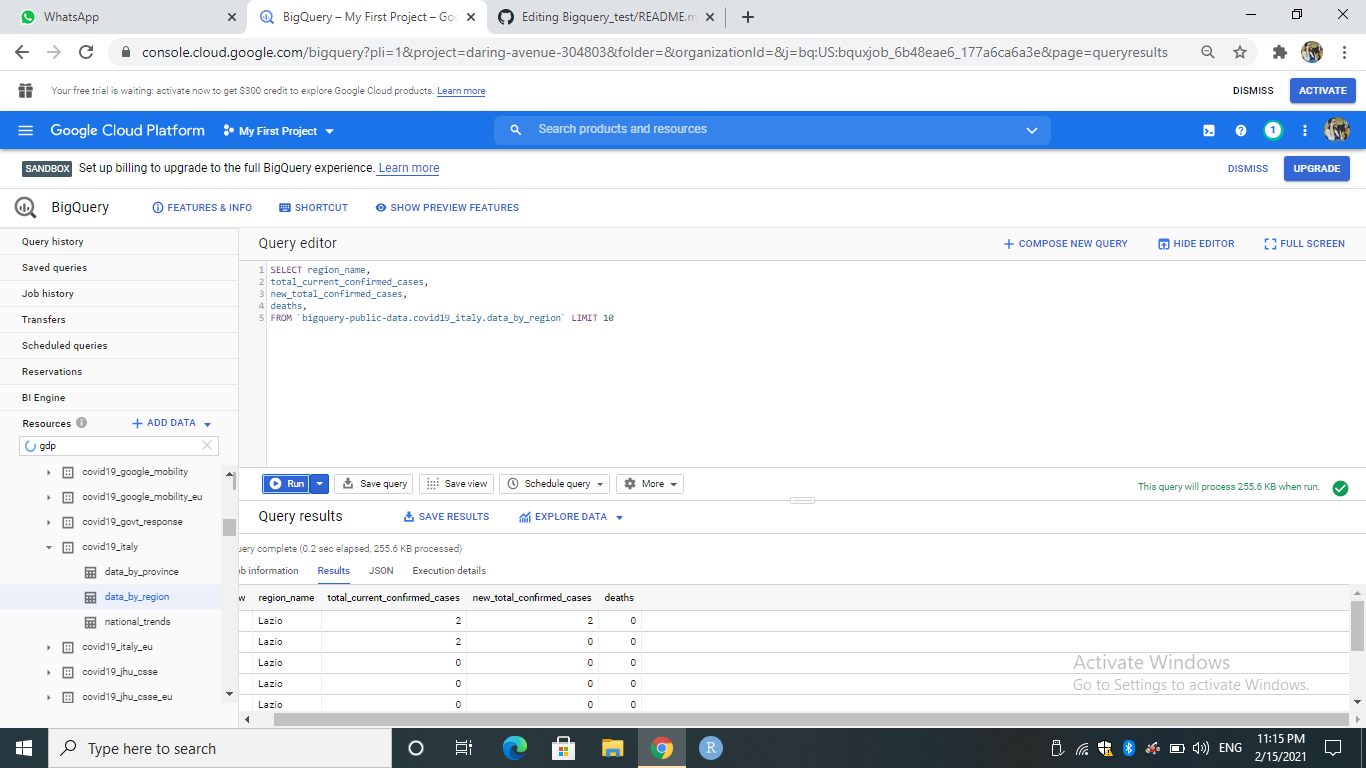 WhatsApp
BigQuery – My First Project – Goo
Editing Bigquery_test/README.m
console.cloud.google.com/bigquery?pli=1&project=daring-avenue-304803&folder=&organizationId=&j=bq:US:bquxjob_6b48eae6_177a6ca6a3e&page=queryresults
Your free trial is waiting: activate now to get $300 credit to explore Google Cloud products. Learn more
DISMISS
ACTIVATE
Google Cloud Platform
My First Project
Search products and resources
1
SANDBOX Set up billing to upgrade to the full BigQuery experience. Learn more
DISMISS
UPGRADE
BigQuery
FEATURES & INFO
SHORTCUT
SHOW PREVIEW FEATURES
Query history
Saved queries
Job history
Transfers
Scheduled queries
Reservations
BI Engine
Resources
ADD DATA
gdp
covid19_google_mobility
covid19_google_mobility_eu
covid19_govt_response
covid19_italy
data_by_province
data_by_region
national_trends
covid19_italy_eu
covid19_jhu_csse
covid19_jhu_csse_eu
Query editor
COMPOSE NEW QUERY
HIDE EDITOR
FULL SCREEN
1 SELECT region_name,
2 total_current_confirmed_cases,
3 new_total_confirmed_cases,
4 deaths,
5 FROM `bigquery-public-data.covid19_italy.data_by_region` LIMIT 10
Run
Save query
Save view
Schedule query
More
This query will process 255.6 KB when run.
Query results
SAVE RESULTS
EXPLORE DATA
uery complete (0.2 sec elapsed, 255.6 KB processed)
ob information Results JSON Execution details
w region_name total_current_confirmed_cases new_total_confirmed_cases deaths
Lazio 2 2 0
Lazio 2 0 0
Lazio 0 0 0
Lazio 0 0 0
Lazio 0 0 0
Activate Windows
Go to Settings to activate Windows.
Type here to search
R
ENG
11:15 PM
2/15/2021